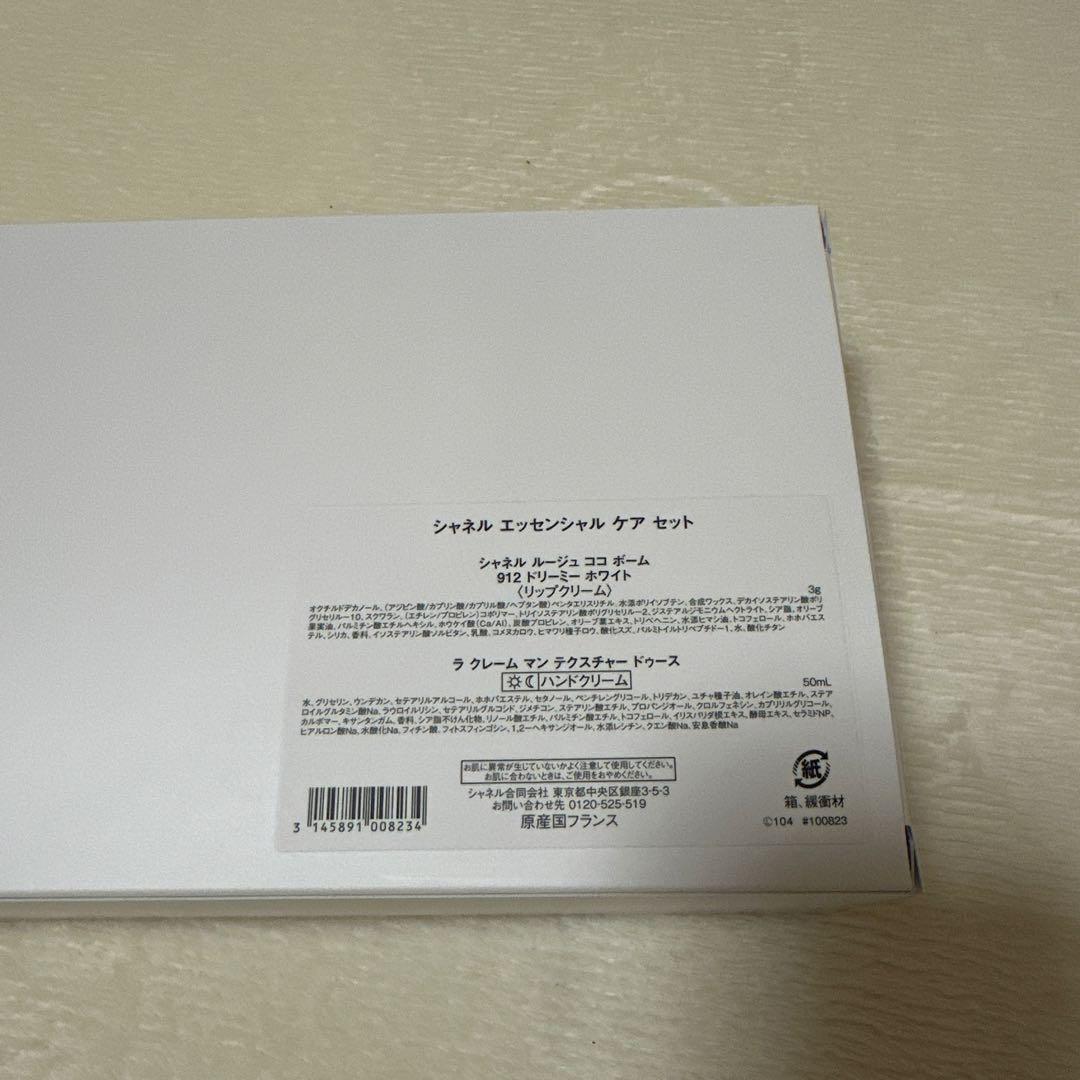 シャネル エッセンシャル ケア セット
シャネル ルージュ ココ ボーム
912 ドリーミー ホワイト
〈リップクリーム〉
3g
オクチルドデカノール、(アジピン酸/カプリン酸/カプリル酸/ヘプタン酸)ペンタエリスリチル、水添ポリイソブテン、合成ワックス、デカイソステアリン酸ポリ
グリセリル−10、スクワラン、(エチレン/プロピレン)コポリマー、トリイソステアリン酸ポリグリセリル−2、ジステアルジモニウムヘクトライト、シア脂、オリーブ
果実油、パルミチン酸エチルヘキシル、ホウケイ酸(Ca/Al)、炭酸プロピレン、オリーブ葉エキス、トリベヘニン、水添ヒマシ油、トコフェロール、ホホバエス
テル、シリカ、香料、イソステアリン酸ソルビタン、乳酸、コメヌカロウ、ヒマワリ種子ロウ、酸化スズ、パルミトイルトリペプチド−1、水、酸化チタン
ラ クレーム マン テクスチャー ドゥース
ハンドクリーム
50mL
水、グリセリン、ウンデカン、セテアリルアルコール、ホホバエステル、セタノール、ペンチレングリコール、トリデカン、ユチャ種子油、オレイン酸エチル、ステア
ロイルグルタミン酸Na、ラウロイルリシン、セテアリルグルコシド、ジメチコン、ステアリン酸エチル、プロパンジオール、クロルフェネシン、カプリリルグリコール、
カルボマー、キサンタンガム、香料、シア脂不けん化物、リノール酸エチル、パルミチン酸エチル、トコフェロール、イリスパリダ根エキス、酵母エキス、セラミドNP、
ヒアルロン酸Na、水酸化Na、フィチン酸、フィトスフィンゴシン、1,2−ヘキサンジオール、水添レシチン、クエン酸Na、安息香酸Na
お肌に異常が生じていないかよく注意して使用してください。
お肌に合わないときは、ご使用をおやめください。
シャネル合同会社 東京都中央区銀座3-5-3
お問い合わせ先 0120-525-519
原産国フランス
3 145891 008234
紙
箱、緩衝材
©104 #100823